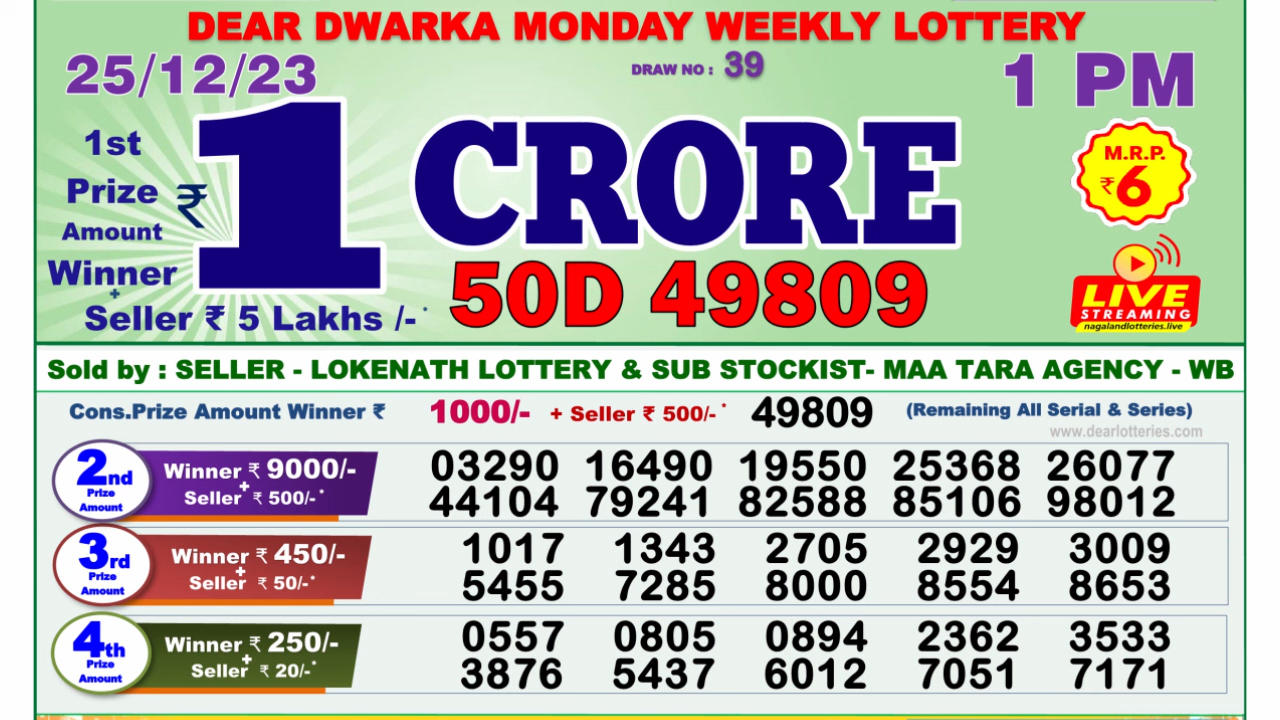 DEAR DWARKA MONDAY WEEKLY LOTTERY
25/12/23
DRAW NO : 39
1 PM
1st
Prize
Amount
Winner
+
Seller ₹ 5 Lakhs /-*
₹ 1 CRORE
50D 49809
M.R.P.
₹6
LIVE
STREAMING
nagalandlotteries.live
Sold by : SELLER - LOKENATH LOTTERY & SUB STOCKIST- MAA TARA AGENCY - WB
Cons.Prize Amount Winner ₹ 1000/- + Seller ₹ 500/-* 49809 (Remaining All Serial & Series)
www.dearlotteries.com
2nd
Prize
Amount
Winner ₹ 9000/-
+
Seller ₹ 500/-*
03290 16490 19550 25368 26077
44104 79241 82588 85106 98012
3rd
Prize
Amount
Winner ₹ 450/-
+
Seller ₹ 50/-*
1017 1343 2705 2929 3009
5455 7285 8000 8554 8653
4th
Prize
Amount
Winner ₹ 250/-
+
Seller ₹ 20/-*
0557 0805 0894 2362 3533
3876 5437 6012 7051 7171